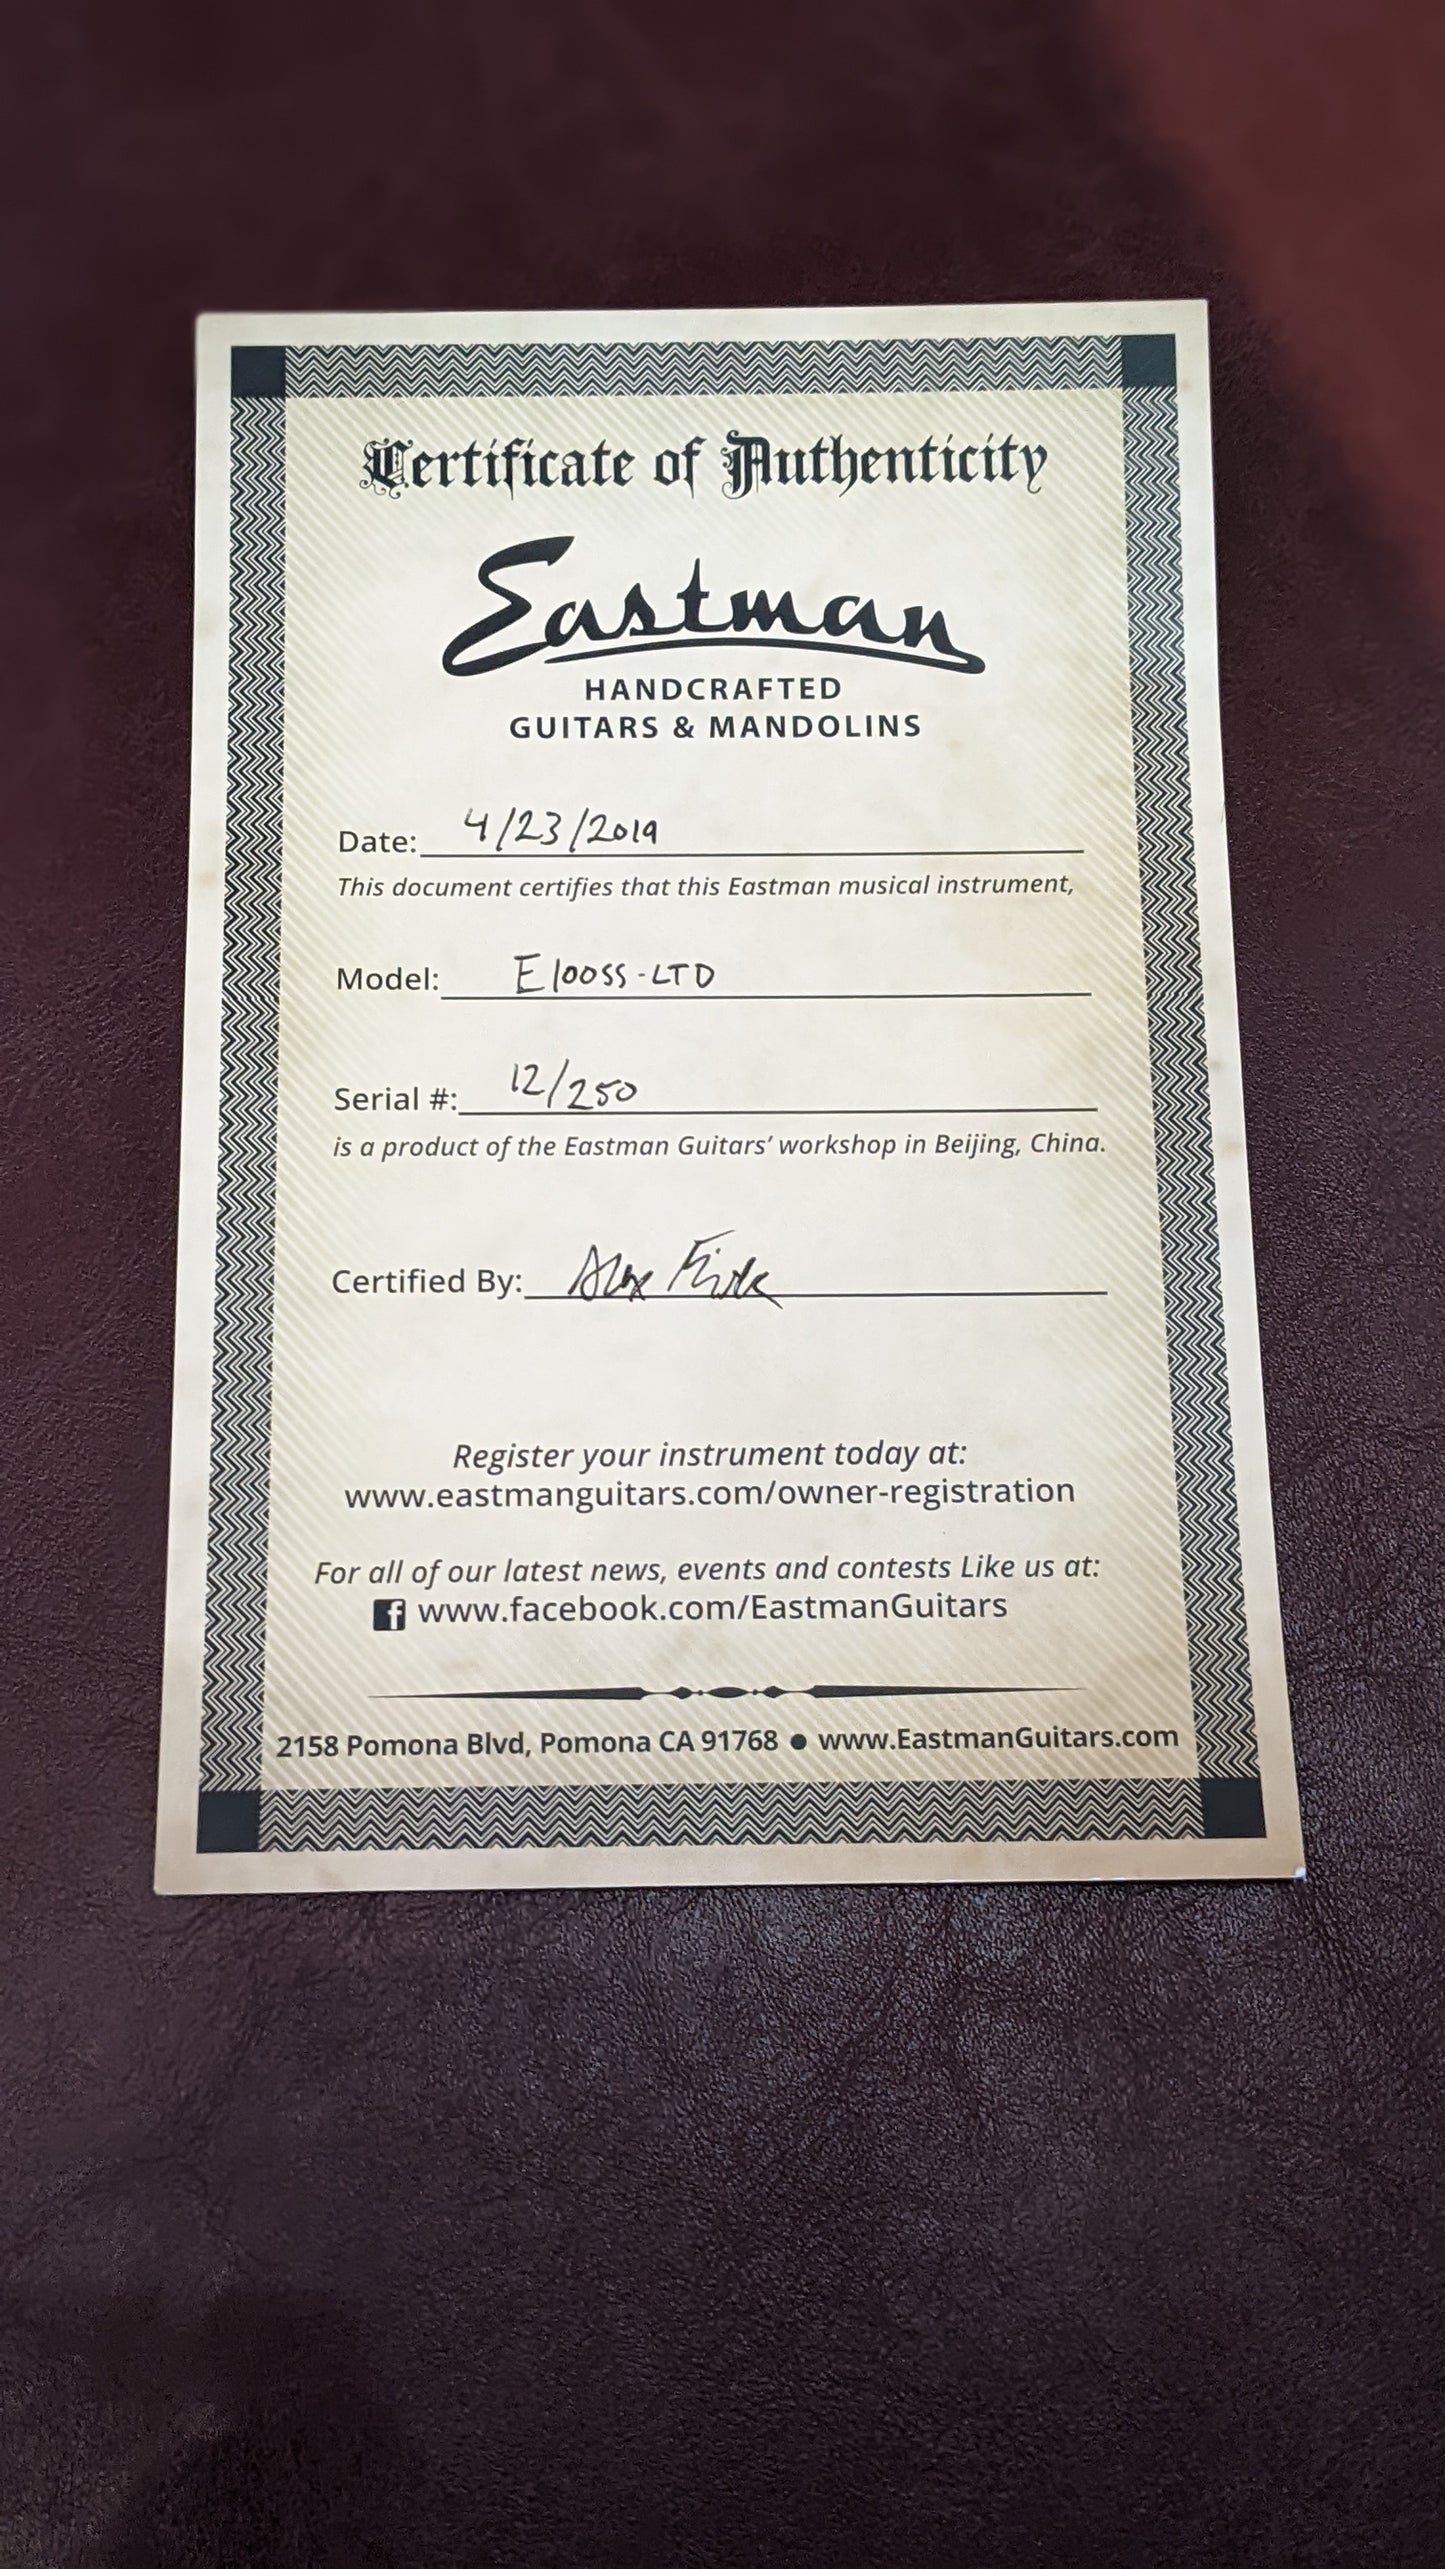 Certificate of Authenticity
Eastman
HANDCRAFTED
GUITARS & MANDOLINS
Date: 4/23/2019
This document certifies that this Eastman musical instrument,
Model: E100SS-LTD
Serial #: 12/250
is a product of the Eastman Guitars’ workshop in Beijing, China.
Certified By: Alex
Register your instrument today at:
www.eastmanguitars.com/owner-registration
For all of our latest news, events and contests Like us at:
f www.facebook.com/EastmanGuitars
2158 Pomona Blvd, Pomona CA 91768 ● www.EastmanGuitars.com